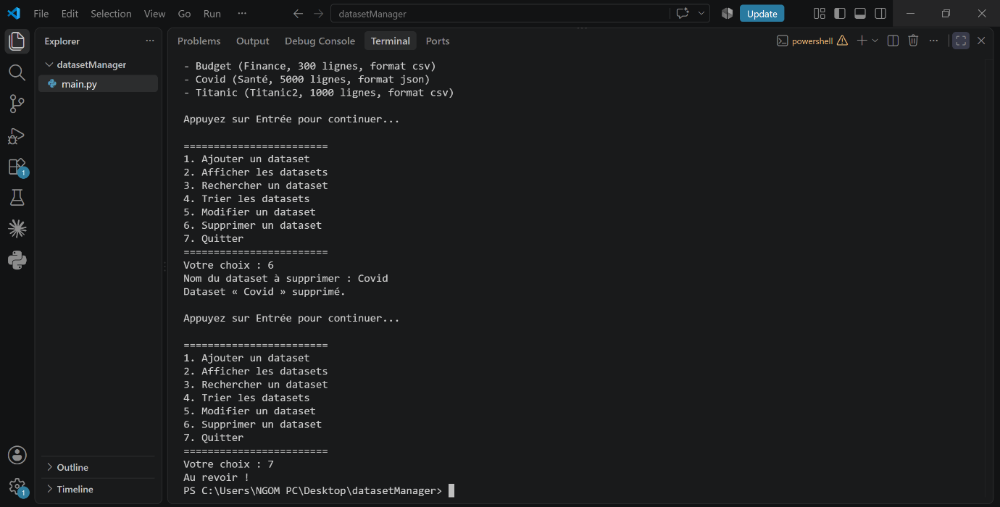 File Edit Selection View Go Run ··· datasetManager Update
Explorer ···
datasetManager
main.py
Outline
Timeline
1
1
Problems Output Debug Console Terminal Ports powershell ···
- Budget (Finance, 300 lignes, format csv)
- Covid (Santé, 5000 lignes, format json)
- Titanic (Titanic2, 1000 lignes, format csv)
Appuyez sur Entrée pour continuer...
========================
1. Ajouter un dataset
2. Afficher les datasets
3. Rechercher un dataset
4. Trier les datasets
5. Modifier un dataset
6. Supprimer un dataset
7. Quitter
========================
Votre choix : 6
Nom du dataset à supprimer : Covid
Dataset « Covid » supprimé.
Appuyez sur Entrée pour continuer...
========================
1. Ajouter un dataset
2. Afficher les datasets
3. Rechercher un dataset
4. Trier les datasets
5. Modifier un dataset
6. Supprimer un dataset
7. Quitter
========================
Votre choix : 7
Au revoir !
PS C:\Users\NGOM PC\Desktop\datasetManager>